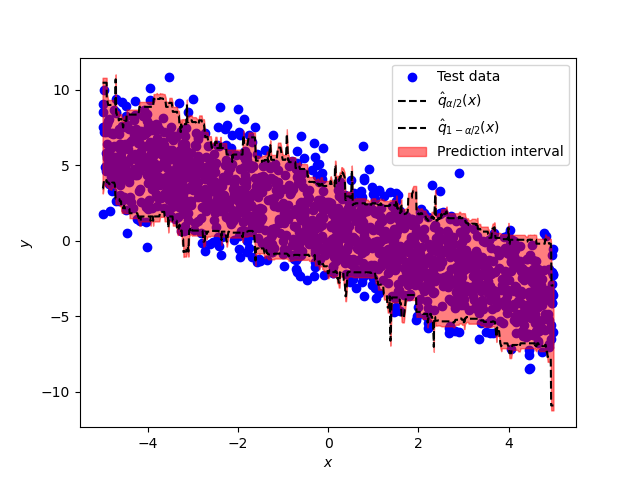 Test data
q̂α/2(x)
q̂1−α/2(x)
Prediction interval
10
5
0
−5
−10
y
−4
−2
0
2
4
x